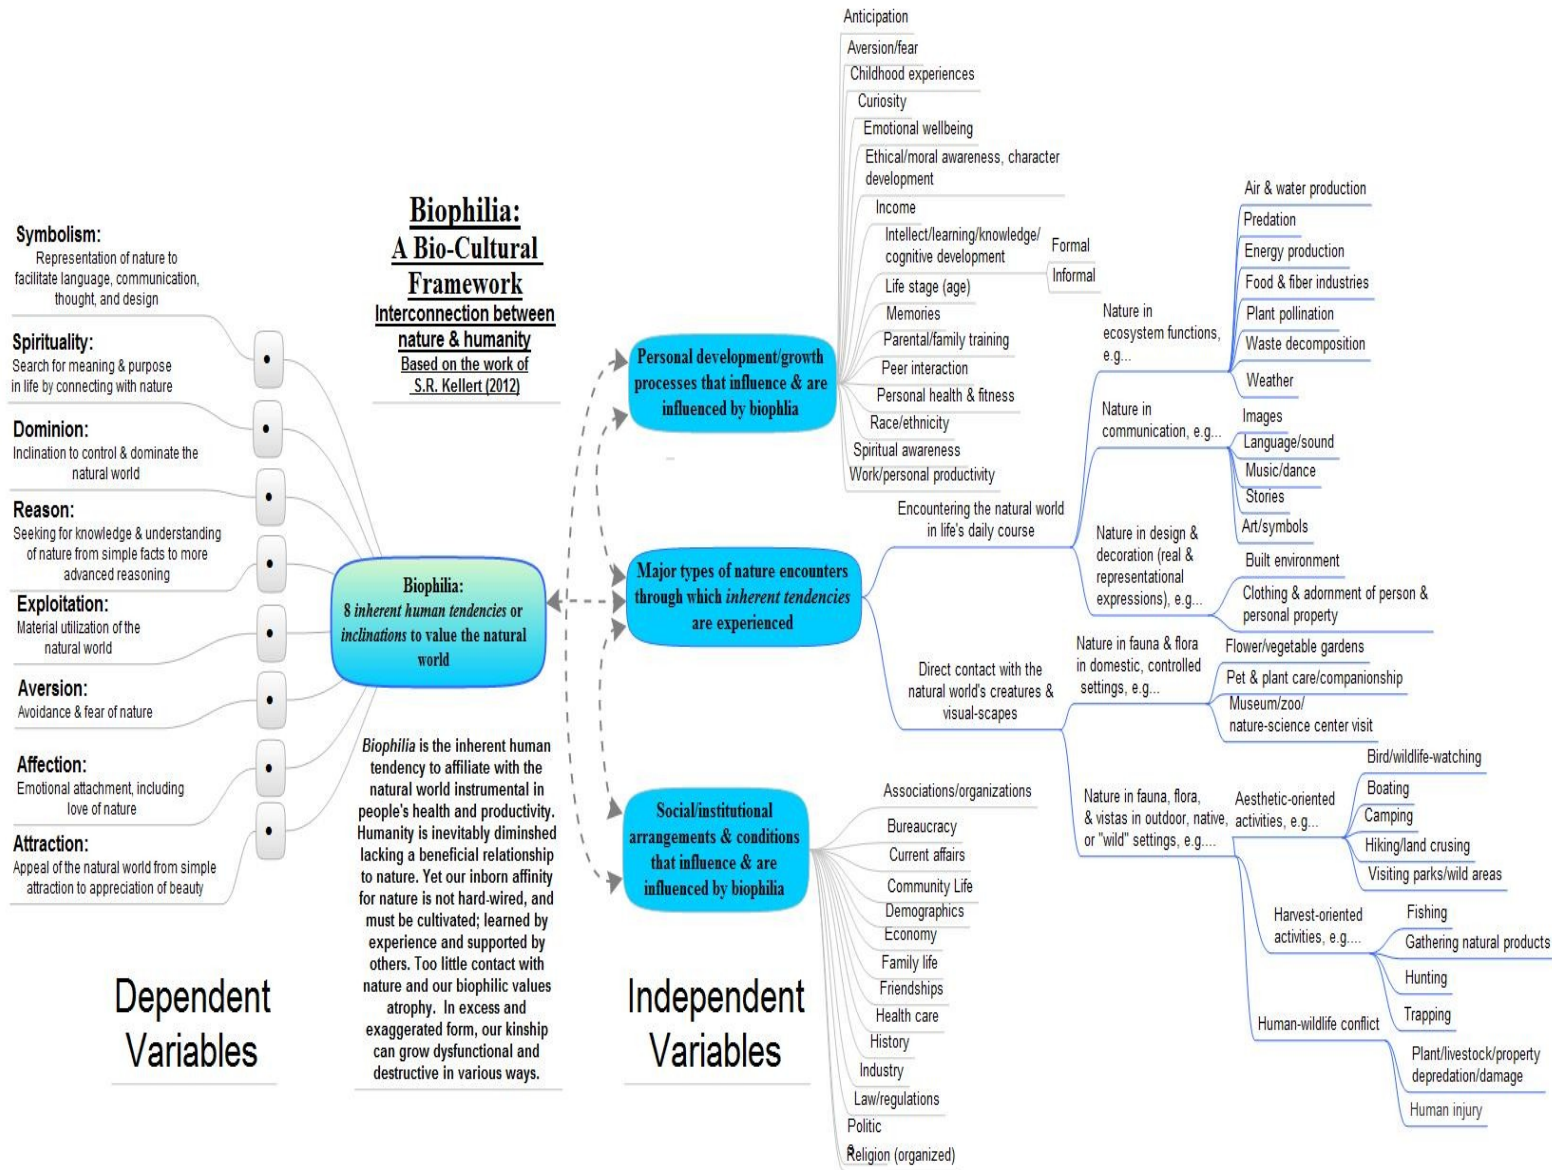 Biophilia:
A Bio-Cultural
Framework
Interconnection between
nature & humanity
Based on the work of
S.R. Kellert (2012)
Symbolism:
Representation of nature to
facilitate language, communication,
thought, and design
Spirituality:
Search for meaning & purpose
in life by connecting with nature
Dominion:
Inclination to control & dominate the
natural world
Reason:
Seeking for knowledge & understanding
of nature from simple facts to more
advanced reasoning
Exploitation:
Material utilization of the
natural world
Aversion:
Avoidance & fear of nature
Affection:
Emotional attachment, including
love of nature
Attraction:
Appeal of the natural world from simple
attraction to appreciation of beauty
Dependent
Variables
Biophilia:
8 inherent human tendencies or
inclinations to value the natural
world
Biophilia is the inherent human
tendency to affiliate with the
natural world instrumental in
people's health and productivity.
Humanity is inevitably diminshed
lacking a beneficial relationship
to nature. Yet our inborn affinity
for nature is not hard-wired, and
must be cultivated; learned by
experience and supported by
others. Too little contact with
nature and our biophilic values
atrophy. In excess and
exaggerated form, our kinship
can grow dysfunctional and
destructive in various ways.
Personal development/growth
processes that influence & are
influenced by biophlia
Anticipation
Aversion/fear
Childhood experiences
Curiosity
Emotional wellbeing
Ethical/moral awareness, character
development
Income
Intellect/learning/knowledge/
cognitive development
Formal
Informal
Life stage (age)
Memories
Parental/family training
Peer interaction
Personal health & fitness
Race/ethnicity
Spiritual awareness
Work/personal productivity
Major types of nature encounters
through which inherent tendencies
are experienced
Encountering the natural world
in life's daily course
Nature in
ecosystem functions,
e.g...
Air & water production
Predation
Energy production
Food & fiber industries
Plant pollination
Waste decomposition
Weather
Nature in
communication, e.g...
Images
Language/sound
Music/dance
Stories
Art/symbols
Nature in design &
decoration (real &
representational
expressions), e.g...
Built environment
Clothing & adornment of person &
personal property
Direct contact with the
natural world's creatures &
visual-scapes
Nature in fauna & flora
in domestic, controlled
settings, e.g...
Flower/vegetable gardens
Pet & plant care/companionship
Museum/zoo/
nature-science center visit
Nature in fauna, flora,
& vistas in outdoor, native,
or "wild" settings, e.g....
Aesthetic-oriented
activities, e.g...
Bird/wildlife-watching
Boating
Camping
Hiking/land crusing
Visiting parks/wild areas
Harvest-oriented
activities, e.g....
Fishing
Gathering natural products
Hunting
Trapping
Human-wildlife conflict
Plant/livestock/property
depredation/damage
Human injury
Social/institutional
arrangements & conditions
that influence & are
influenced by biophilia
Associations/organizations
Bureaucracy
Current affairs
Community Life
Demographics
Economy
Family life
Friendships
Health care
History
Industry
Law/regulations
Politic
Religion (organized)
Independent
Variables